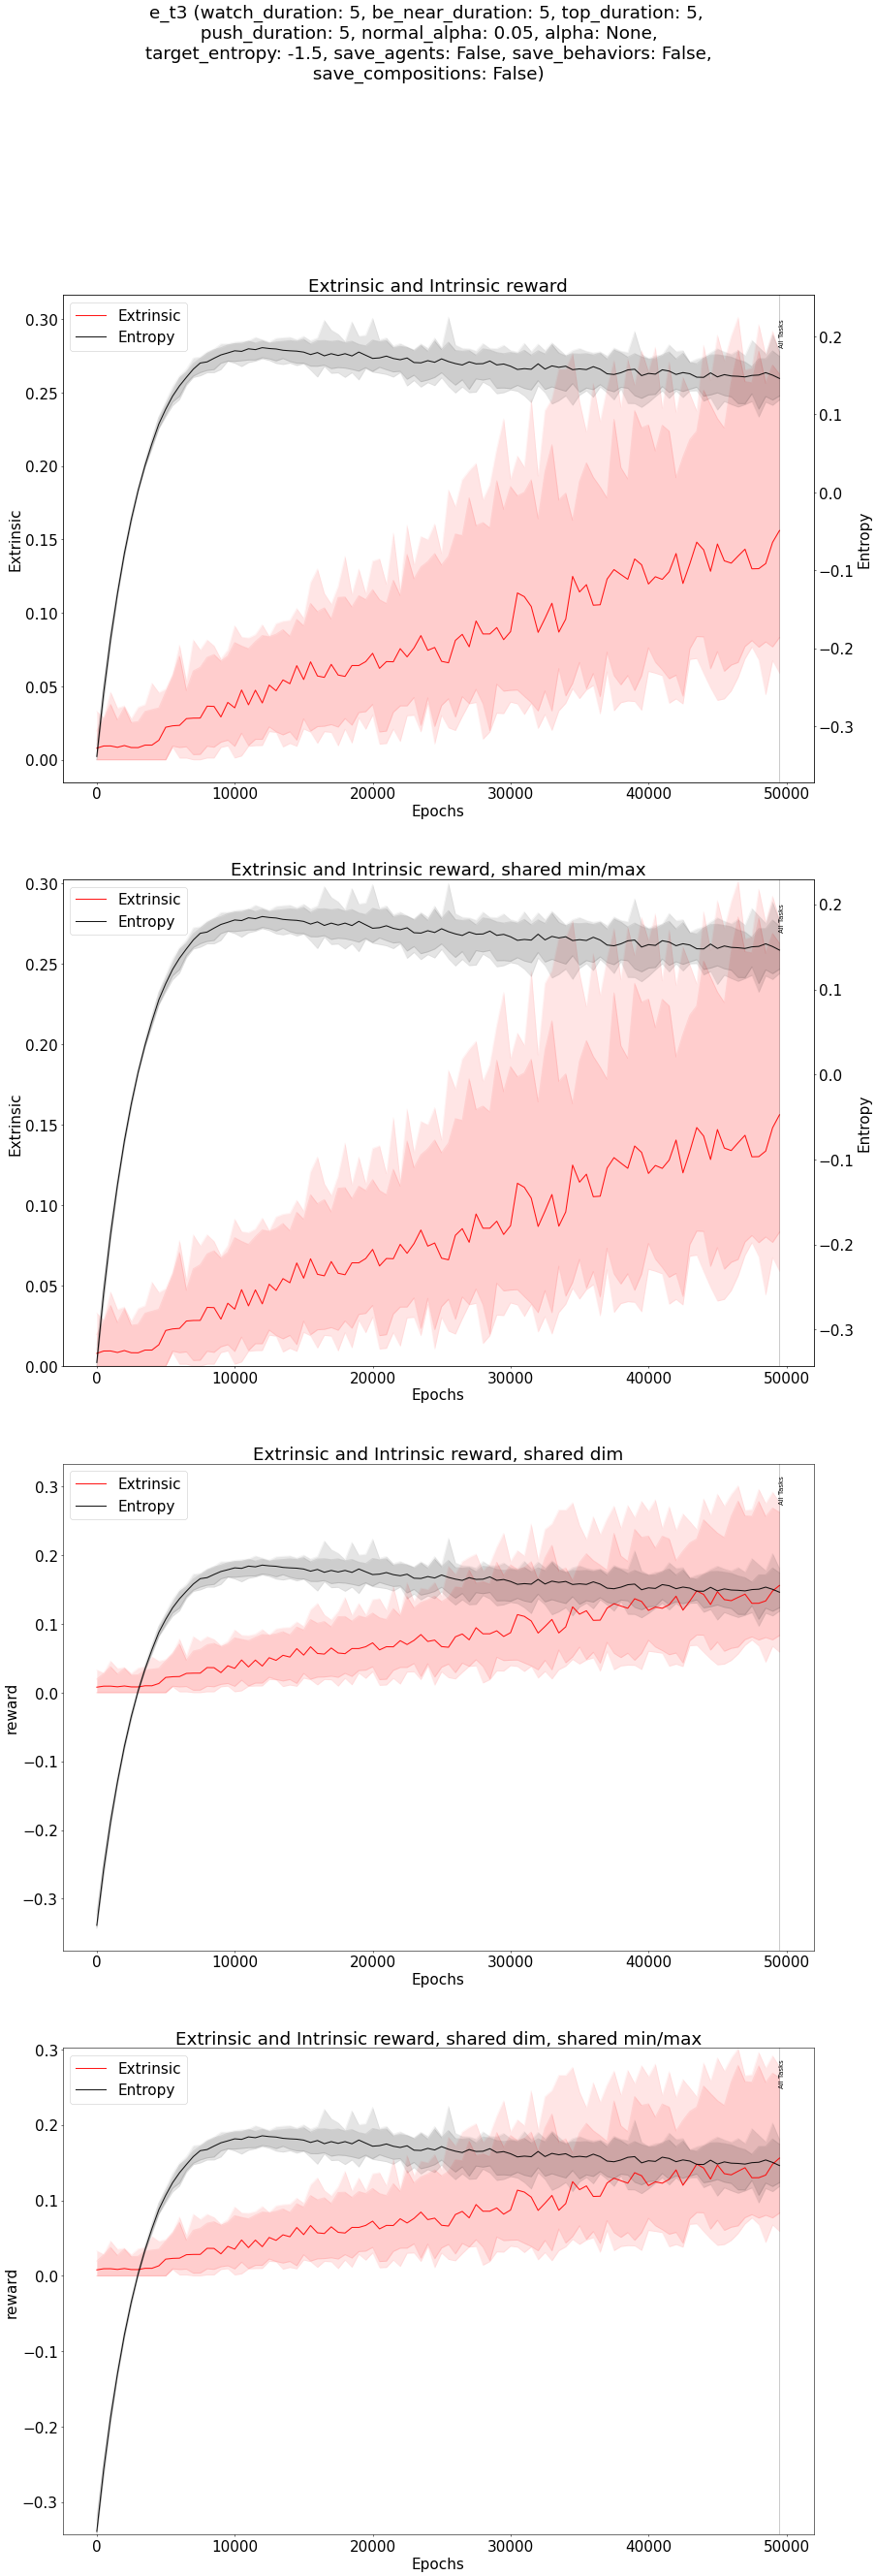 e_t3 (watch_duration: 5, be_near_duration: 5, top_duration: 5,
push_duration: 5, normal_alpha: 0.05, alpha: None,
target_entropy: -1.5, save_agents: False, save_behaviors: False,
save_compositions: False)
Extrinsic and Intrinsic reward
Extrinsic
Entropy
All Tasks
0.30
0.25
0.20
0.15
0.10
0.05
0.00
Extrinsic
0.2
0.1
0.0
−0.1
−0.2
−0.3
Entropy
0 10000 20000 30000 40000 50000
Epochs
Extrinsic and Intrinsic reward, shared min/max
Extrinsic
Entropy
All Tasks
0.30
0.25
0.20
0.15
0.10
0.05
0.00
Extrinsic
0.2
0.1
0.0
−0.1
−0.2
−0.3
Entropy
0 10000 20000 30000 40000 50000
Epochs
Extrinsic and Intrinsic reward, shared dim
Extrinsic
Entropy
All Tasks
0.3
0.2
0.1
0.0
−0.1
−0.2
−0.3
reward
0 10000 20000 30000 40000 50000
Epochs
Extrinsic and Intrinsic reward, shared dim, shared min/max
Extrinsic
Entropy
All Tasks
0.3
0.2
0.1
0.0
−0.1
−0.2
−0.3
reward
0 10000 20000 30000 40000 50000
Epochs